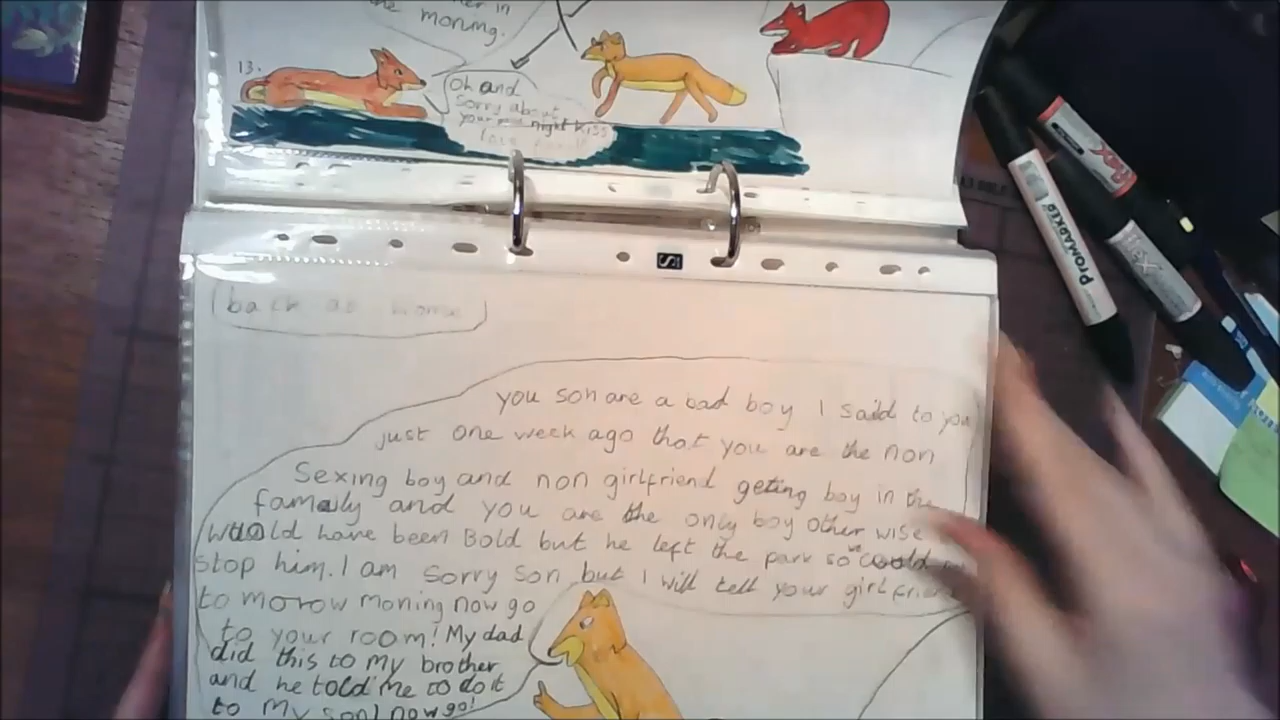 the moning.
13.
Oh and
Sorry about
your night kiss
back at
you son are a bad boy I said to you
just one week ago that you are the non
Sexing boy and non girlfriend geting boy in the
famaly and you are the only boy other wise
would have been Bold but he left the park so we could
stop him. I am sorry son but I will tell your girlfriend
to morow moning now go
to your room! My dad
did this to my brother
and he told me to do it
to my son! now go!
PROMARKER